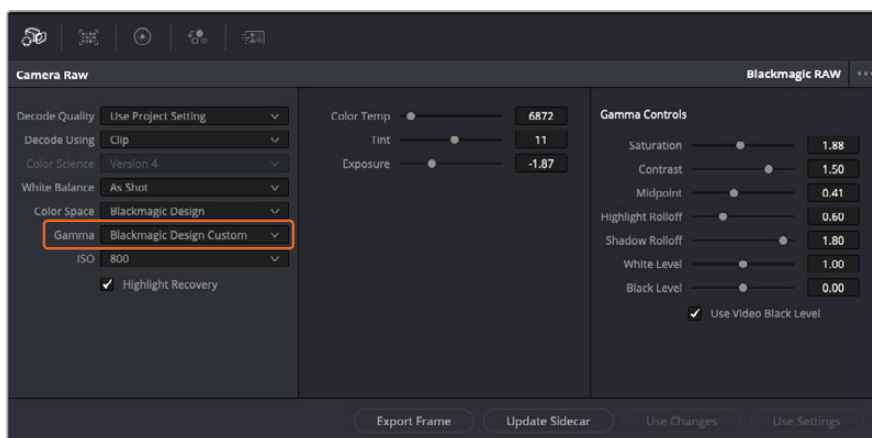 Camera Raw
Blackmagic RAW
Decode Quality Use Project Setting
Decode Using Clip
Color Science Version 4
White Balance As Shot
Color Space Blackmagic Design
Gamma Blackmagic Design Custom
ISO 800
Highlight Recovery
Color Temp 6872
Tint 11
Exposure -1.87
Gamma Controls
Saturation 1.88
Contrast 1.50
Midpoint 0.41
Highlight Rolloff 0.60
Shadow Rolloff 1.80
White Level 1.00
Black Level 0.00
Use Video Black Level
Export Frame
Update Sidecar
Use Changes
Use Settings